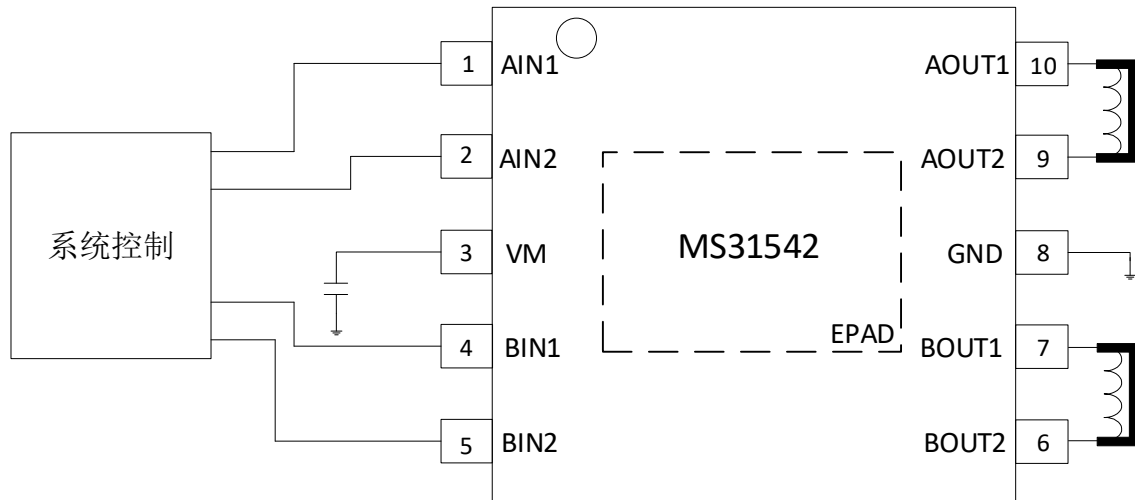 1 AIN1 AOUT1 10
2 AIN2 AOUT2 9
系统控制 3 VM MS31542 GND 8
EPAD
4 BIN1 BOUT1 7
5 BIN2 BOUT2 6